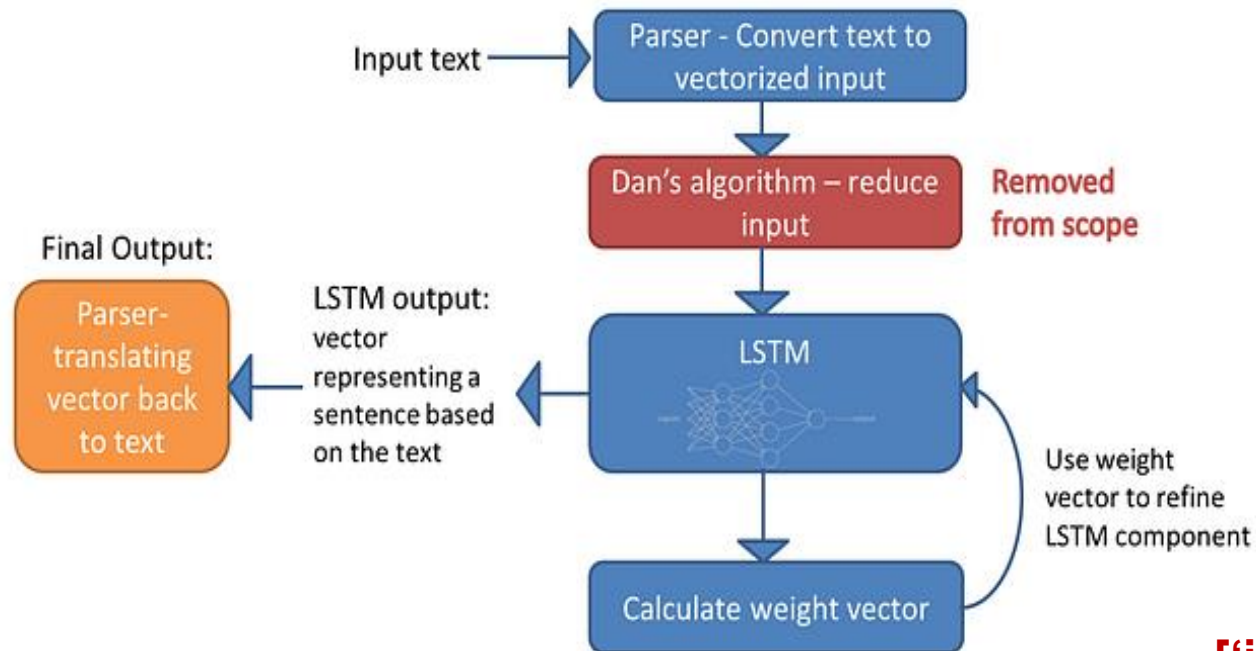 Input text
Parser - Convert text to
vectorized input
Dan's algorithm – reduce
input
Removed
from scope
Final Output:
Parser-
translating
vector back
to text
LSTM output:
vector
representing a
sentence based
on the text
LSTM
Use weight
vector to refine
LSTM component
Calculate weight vector